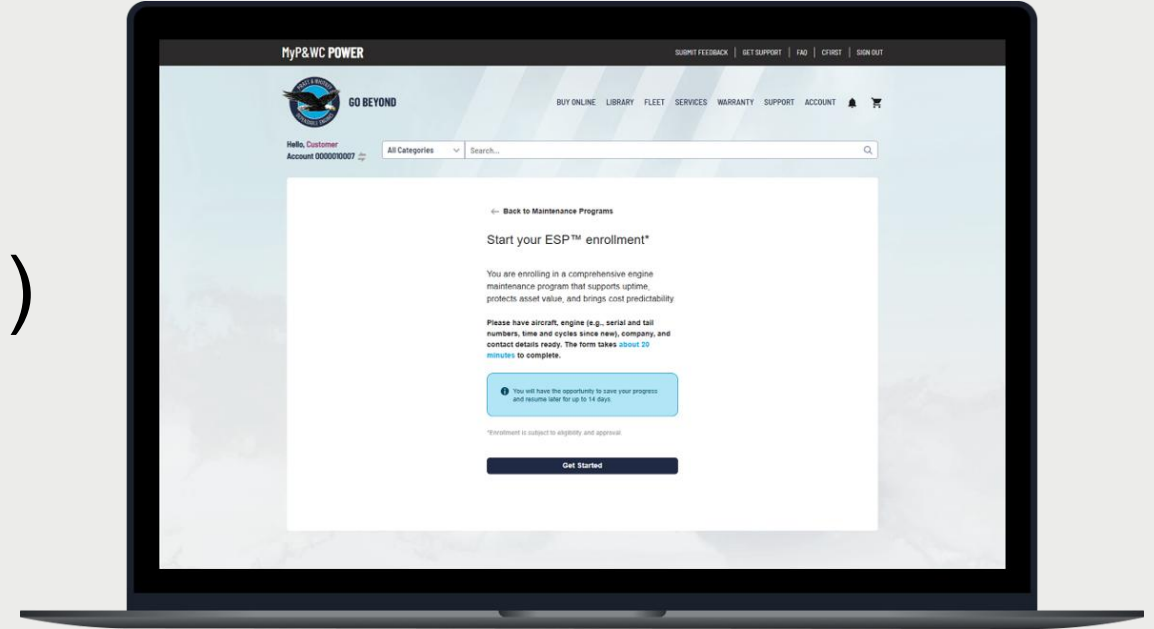 )
MyP&WC POWER
SUBMIT FEEDBACK | GET SUPPORT | FAQ | CFIRST | SIGN OUT
PRATT & WHITNEY
DEPENDABLE ENGINES
GO BEYOND
BUY ONLINE LIBRARY FLEET SERVICES WARRANTY SUPPORT ACCOUNT
Hello, Customer
Account 0000010007
All Categories
Search...
← Back to Maintenance Programs
Start your ESP™ enrollment*
You are enrolling in a comprehensive engine
maintenance program that supports uptime,
protects asset value, and brings cost predictability
Please have aircraft, engine (e.g., serial and tail
numbers, time and cycles since new), company, and
contact details ready. The form takes about 20
minutes to complete.
You will have the opportunity to save your progress
and resume later for up to 14 days.
*Enrollment is subject to eligibility and approval.
Get Started